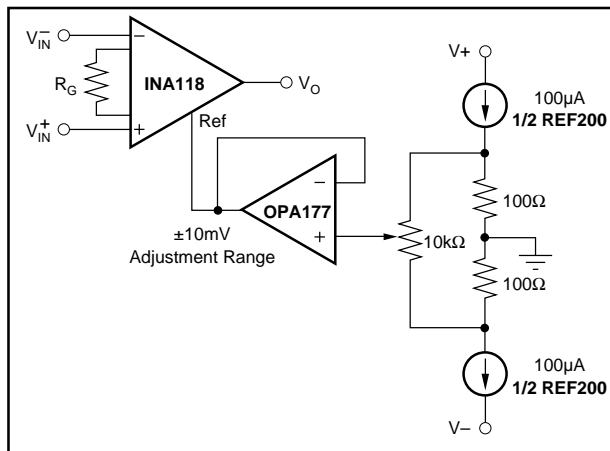 V−IN
RG
V+IN
−
+
INA118
VO
Ref
−
+
OPA177
±10mV
Adjustment Range
V+
100µA
1/2 REF200
100Ω
10kΩ
100Ω
100µA
1/2 REF200
V−